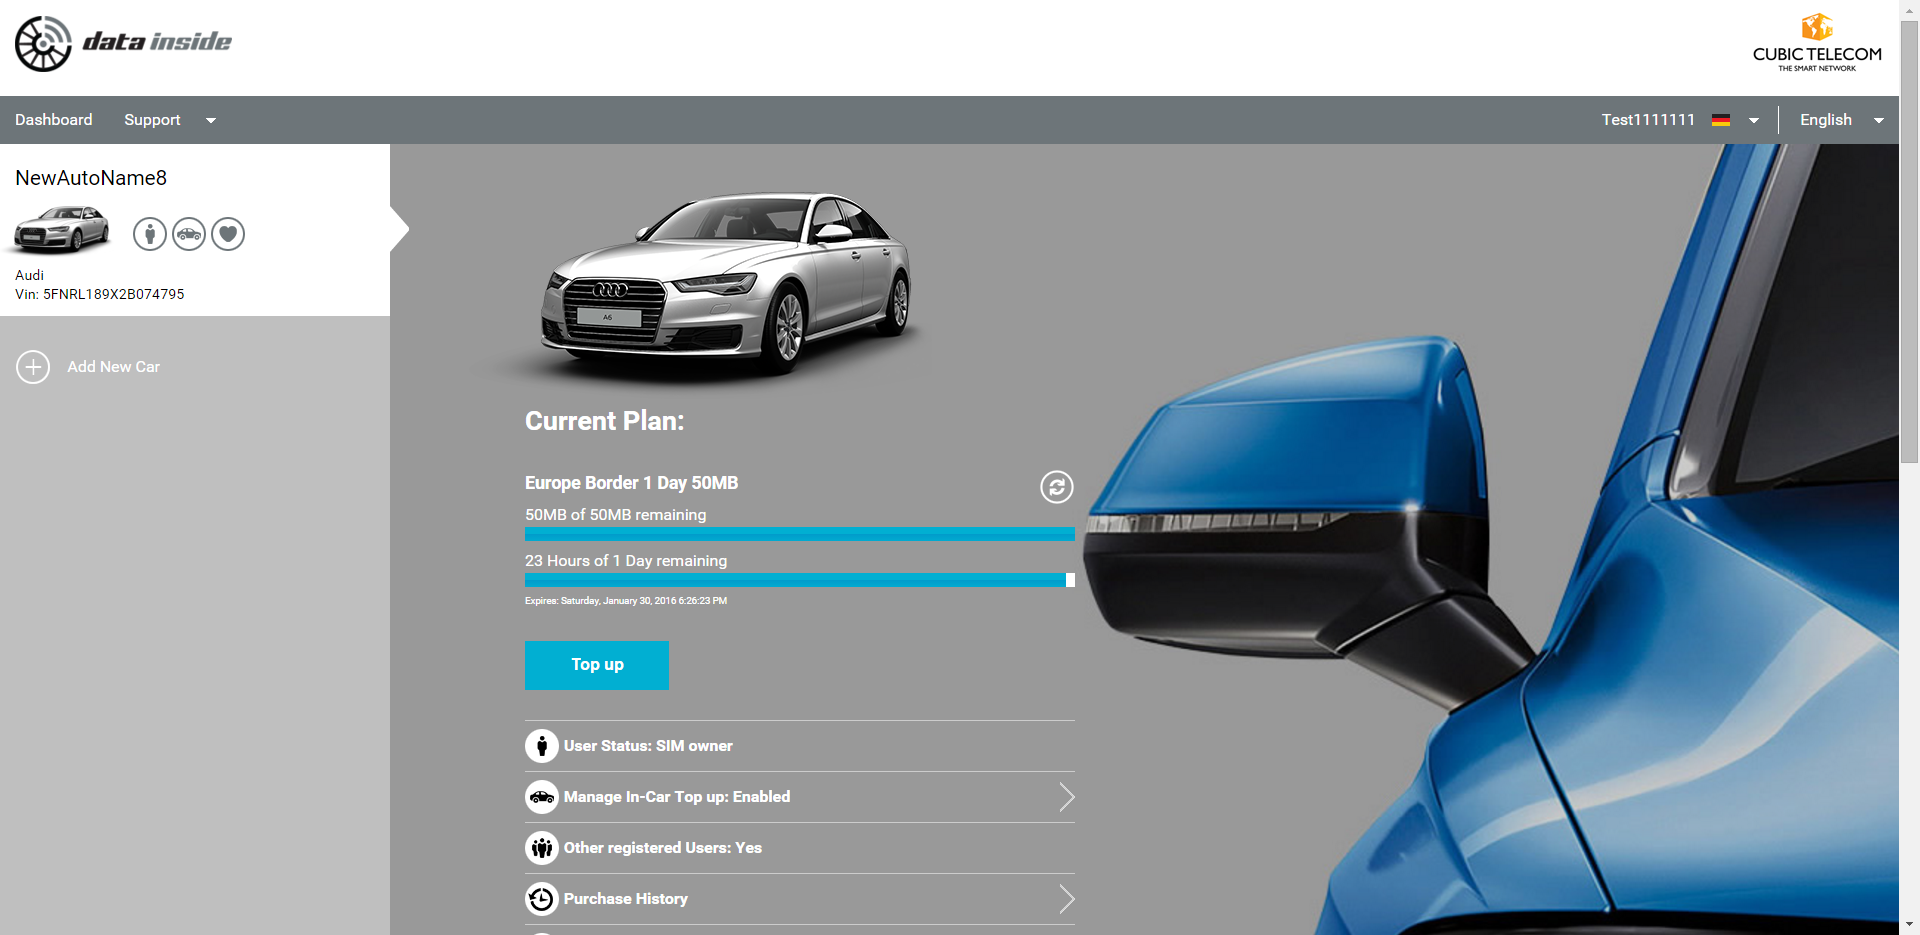 data inside
CUBIC TELECOM
THE SMART NETWORK
Dashboard
Support
Test1111111
English
NewAutoName8
Audi
Vin: 5FNRL189X2B074795
Add New Car
A6
Current Plan:
Europe Border 1 Day 50MB
50MB of 50MB remaining
23 Hours of 1 Day remaining
Expires: Saturday, January 30, 2016 6:26:23 PM
Top up
User Status: SIM owner
Manage In-Car Top up: Enabled
Other registered Users: Yes
Purchase History